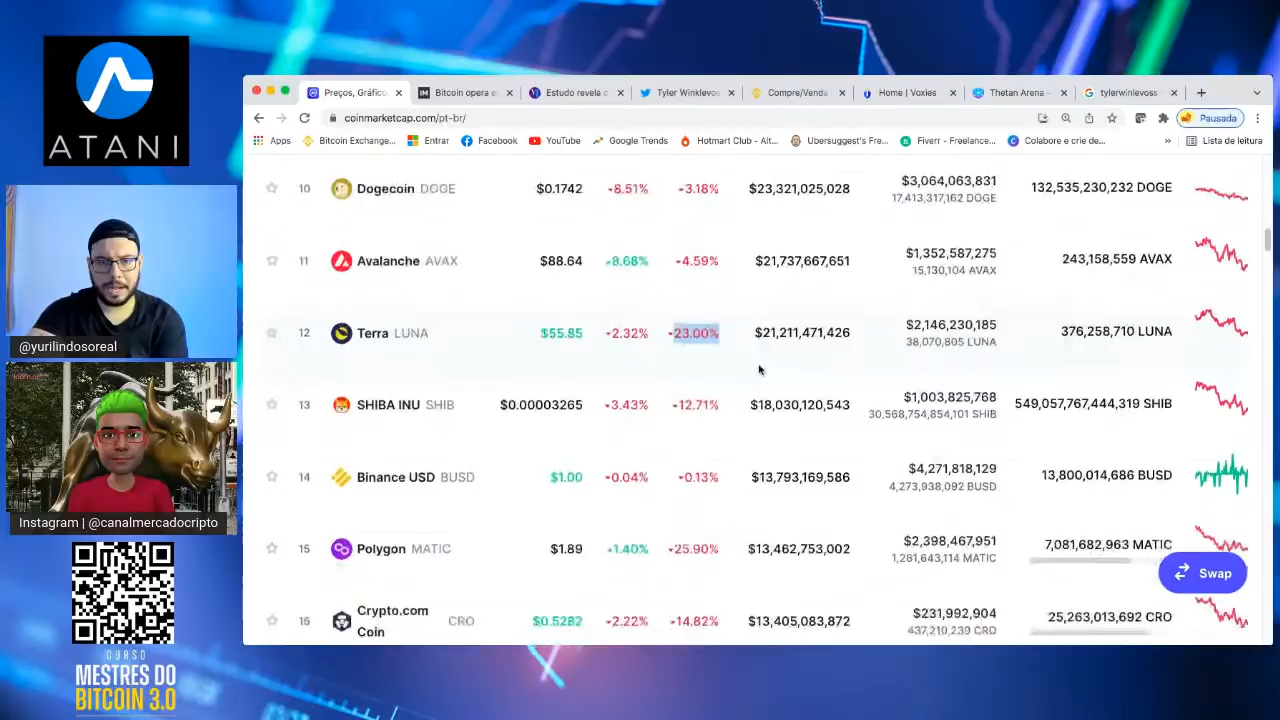 ATANI
@yurilindosoreal
Instagram | @canalmercadocripto
CURSO
MESTRES DO
BITCOIN 3.0
Preços, Gráfico
Bitcoin opera e
Estudo revela c
Tyler Winklevos
Compre/Venda
Home | Voxies
Thetan Arena -
tylerwinlevoss
coinmarketcap.com/pt-br/
Pausada
Apps
Bitcoin Exchange...
Entrar
Facebook
YouTube
Google Trends
Hotmart Club - Alt...
Ubersuggest's Fre...
Fiverr - Freelance...
Colabore e crie de...
»
Lista de leitura
10 Dogecoin DOGE $0.1742 8.51% 3.18% $23,321,025,028 $3,064,063,831 132,535,230,232 DOGE
17,413,317,162 DOGE
11 Avalanche AVAX $88.64 8.68% 4.59% $21,737,667,651 $1,352,587,275 243,158,559 AVAX
15,130,104 AVAX
12 Terra LUNA $55.85 2.32% 23.00% $21,211,471,426 $2,146,230,185 376,258,710 LUNA
38,070,805 LUNA
13 SHIBA INU SHIB $0.00003265 3.43% 12.71% $18,030,120,543 $1,003,825,768 549,057,767,444,319 SHIB
30,568,754,854,101 SHIB
14 Binance USD BUSD $1.00 0.04% 0.13% $13,793,169,586 $4,271,818,129 13,800,014,686 BUSD
4,273,938,092 BUSD
15 Polygon MATIC $1.89 1.40% 25.90% $13,462,753,002 $2,398,467,951 7,081,682,963 MATIC
1,261,643,114 MATIC
Swap
16 Crypto.com Coin CRO $0.5282 2.22% 14.82% $13,405,083,872 $231,992,904 25,263,013,692 CRO
437,210,239 CRO